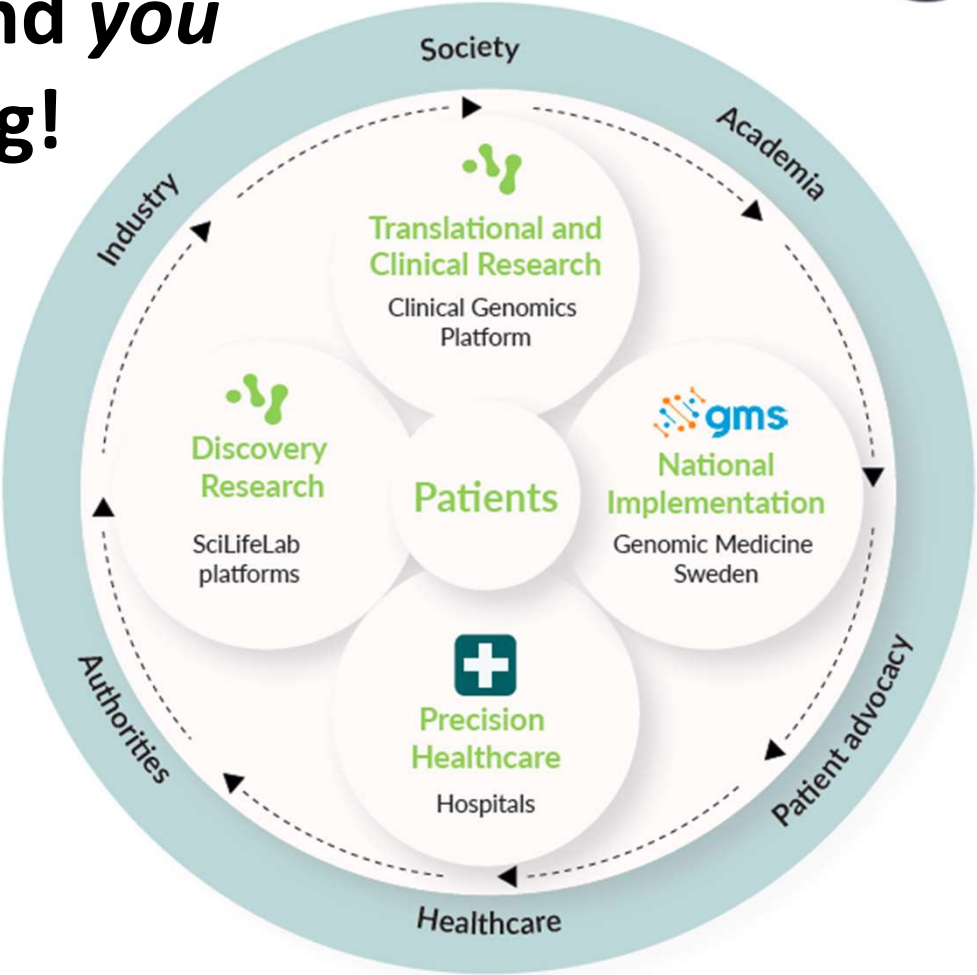 nd you
g!
Society
Academia
Industry
Translational and
Clinical Research
Clinical Genomics
Platform
Discovery
Research
SciLifeLab
platforms
Patients
gms
National
Implementation
Genomic Medicine
Sweden
Precision
Healthcare
Hospitals
Authorities
Patient advocacy
Healthcare